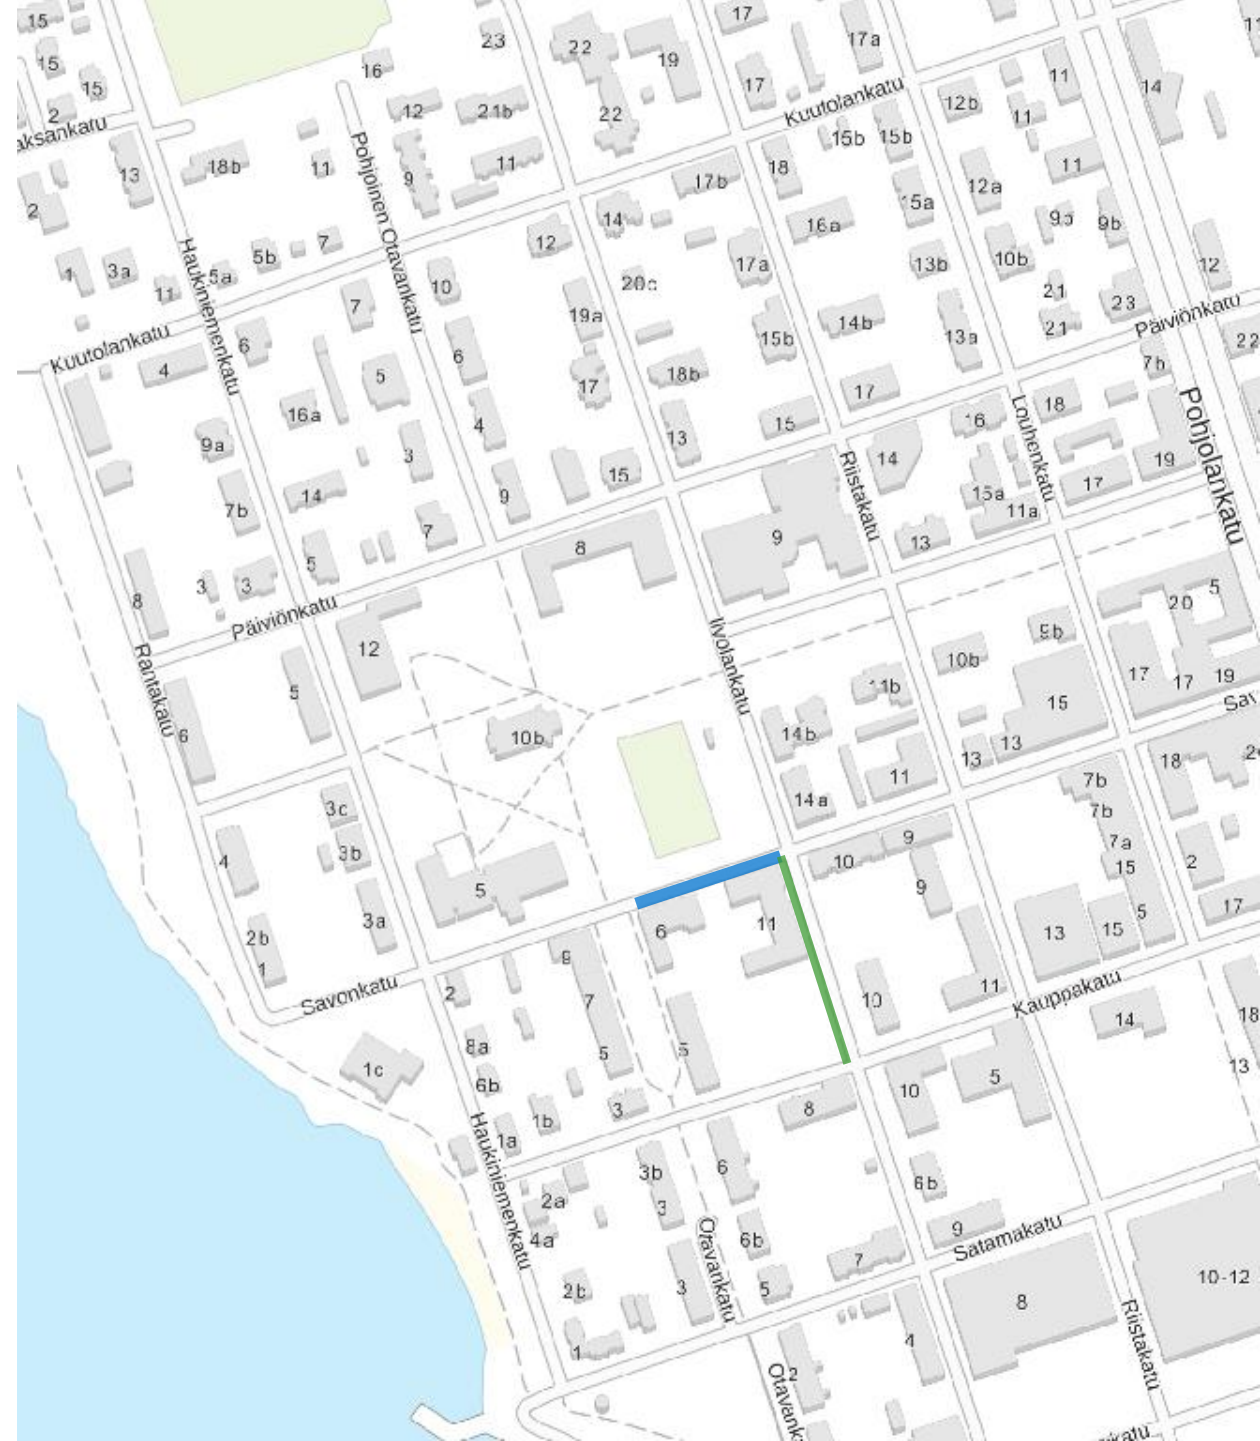 15
17
17a
23
22
19
15
16
17
11
14
15
12
21b
22
12b
2
Kuutolankatu
11
15b
15b
aksankatu
Pohjoinen Otavankatu
18b
11
9
11
18
11
13
17b
12a
2
15a
14
16a
9b
7
12
5b
17a
13b
10b
12
1
3a
5a
11
10
20c
21
23
Haukiniemenkatu
7
19a
14b
21
Päiviönkatu
Kuutolankatu
6
6
15b
13a
22
4
5
18b
7b
17
17
16a
18
Louhenkatu
Pohjolankatu
4
15
16
9a
3
13
14
19
15
Riistakatu
17
14
9
15a
11a
7b
7
9
13
8
5
3
3
5
8
20
Päiviönkatu
12
Iivolankatu
9b
10b
Rantakatu
17
17
19
5
15
6
10b
14b
13
13
18
11
7b
14a
3c
7b
9
7a
3b
10
4
15
2
5
9
3a
6
11
5
17
13
15
2b
9
1
Savonkatu
2
7
10
11
Kauppakatu
14
18
8a
5
1c
5
13
6b
5
10
Haukiniemenkatu
3
8
1b
1a
3b
6
6b
2a
3
Otavankatu
4a
6b
9
Satamakatu
7
2b
3
5
10-12
8
Riistakatu
1
4
2